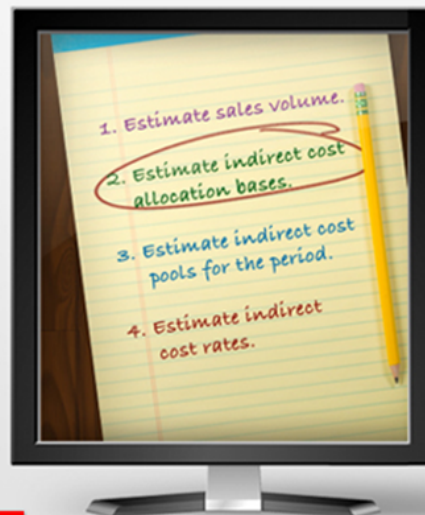 1. Estimate sales volume.
2. Estimate indirect cost
allocation bases.
3. Estimate indirect cost
pools for the period.
4. Estimate indirect
cost rates.